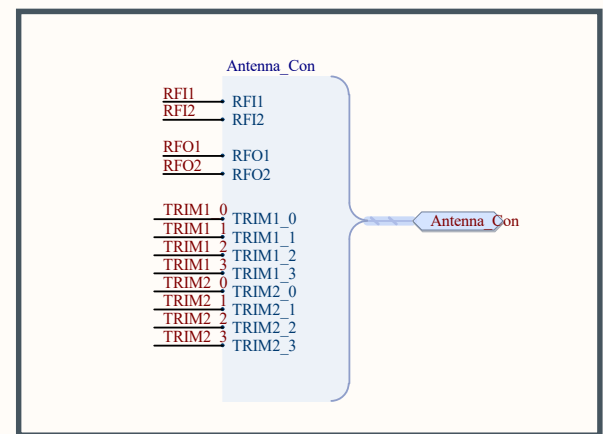 Antenna_Con
RFI1 RFI1
RFI2 RFI2
RFO1 RFO1
RFO2 RFO2
TRIM1_0 TRIM1_0
Antenna_Con
TRIM1_1 TRIM1_1
TRIM1_2 TRIM1_2
TRIM1_3 TRIM1_3
TRIM2_0 TRIM2_0
TRIM2_1 TRIM2_1
TRIM2_2 TRIM2_2
TRIM2_3 TRIM2_3